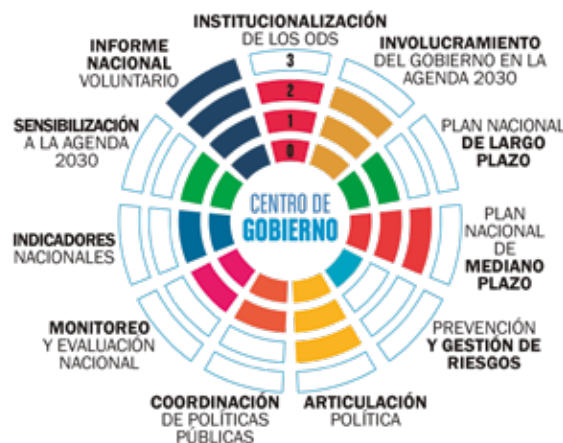 INSTITUCIONALIZACIÓN
DE LOS ODS
INVOLUCRAMIENTO
DEL GOBIERNO EN LA
AGENDA 2030
PLAN NACIONAL
DE LARGO
PLAZO
PLAN
NACIONAL
DE
MEDIANO
PLAZO
PREVENCIÓN
Y GESTIÓN DE
RIESGOS
ARTICULACIÓN
POLÍTICA
COORDINACIÓN
DE POLÍTICAS
PÚBLICAS
MONITOREO
Y EVALUACIÓN
NACIONAL
INDICADORES
NACIONALES
SENSIBILIZACIÓN
A LA AGENDA
2030
INFORME
NACIONAL
VOLUNTARIO
3
2
1
0
CENTRO DE
GOBIERNO